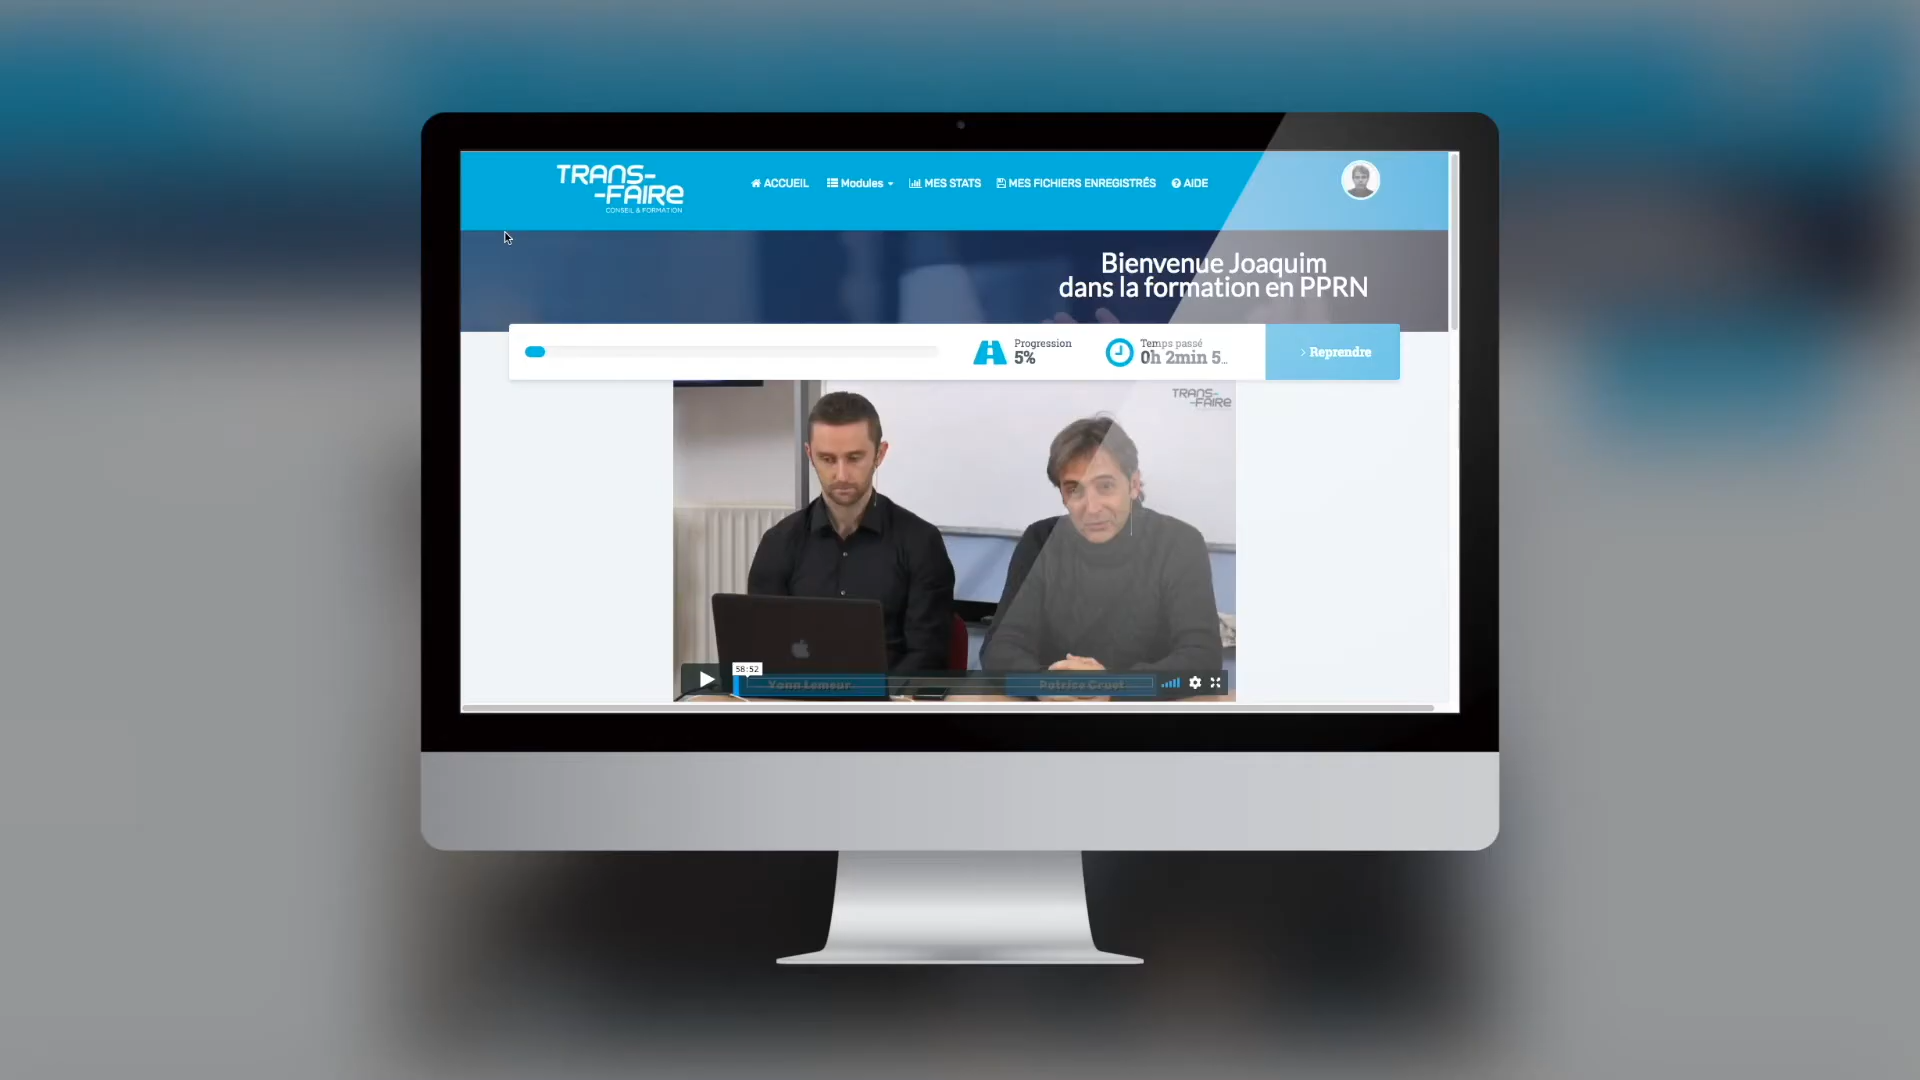 TRANS-
-FAIRE
CONSEIL & FORMATION
ACCUEIL
Modules
MES STATS
MES FICHIERS ENREGISTRÉS
AIDE
Bienvenue Joaquim
dans la formation en PPRN
Progression
5%
Temps passé
0h 2min 5...
Reprendre
TRANS-
-FAIRE
58:52
Yann Lemeur
Patrice Cruet